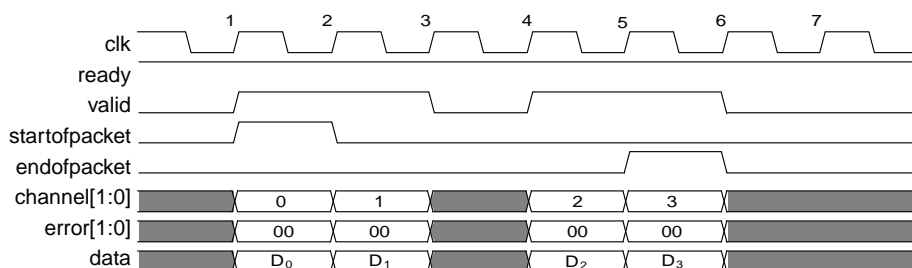 1 2 3 4 5 6 7
clk
ready
valid
startofpacket
endofpacket
channel[1:0] 0 1 2 3
error[1:0] 00 00 00 00
data D₀ D₁ D₂ D₃